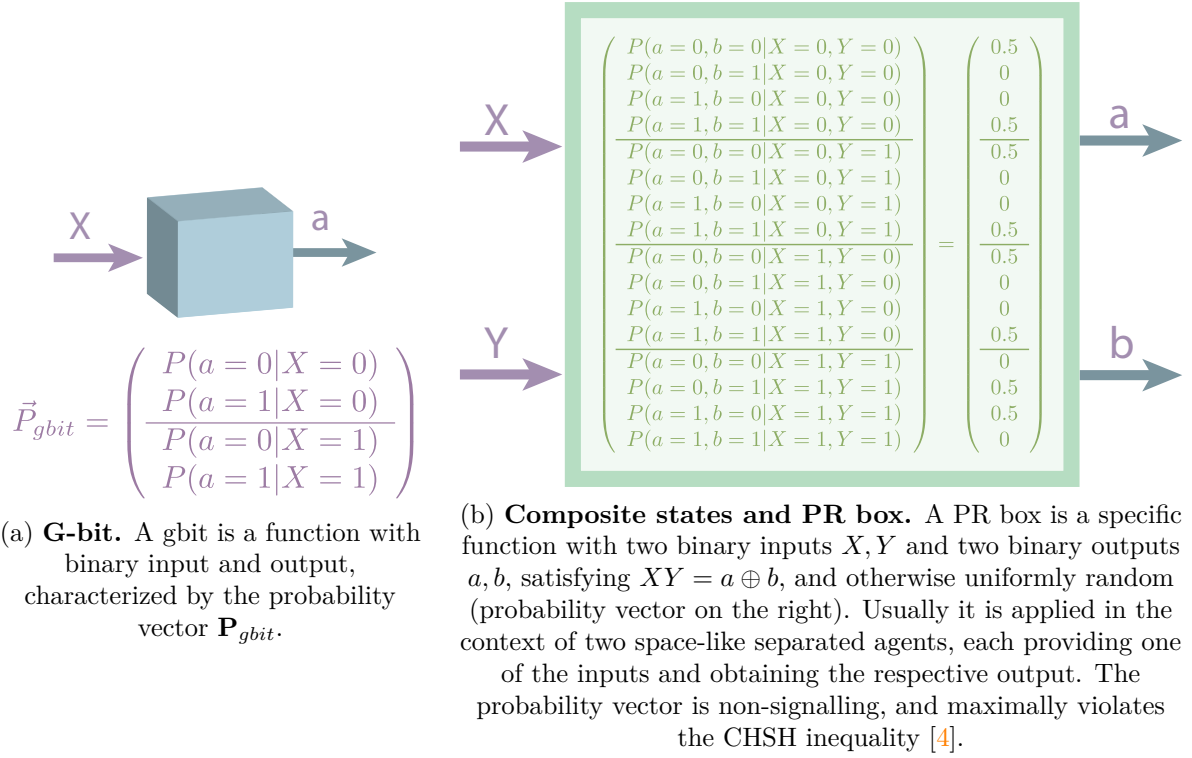 X
a
\vec{P}_{gbit} =
P(a = 0|X = 0)
P(a = 1|X = 0)
P(a = 0|X = 1)
P(a = 1|X = 1)
(a) G-bit. A gbit is a function with
binary input and output,
characterized by the probability
vector P_{gbit}.
X
Y
P(a = 0, b = 0|X = 0, Y = 0)
P(a = 0, b = 1|X = 0, Y = 0)
P(a = 1, b = 0|X = 0, Y = 0)
P(a = 1, b = 1|X = 0, Y = 0)
P(a = 0, b = 0|X = 0, Y = 1)
P(a = 0, b = 1|X = 0, Y = 1)
P(a = 1, b = 0|X = 0, Y = 1)
P(a = 1, b = 1|X = 0, Y = 1)
P(a = 0, b = 0|X = 1, Y = 0)
P(a = 0, b = 1|X = 1, Y = 0)
P(a = 1, b = 0|X = 1, Y = 0)
P(a = 1, b = 1|X = 1, Y = 0)
P(a = 0, b = 0|X = 1, Y = 1)
P(a = 0, b = 1|X = 1, Y = 1)
P(a = 1, b = 0|X = 1, Y = 1)
P(a = 1, b = 1|X = 1, Y = 1)
=
0.5
0
0
0.5
0.5
0
0
0.5
0.5
0
0
0.5
0
0.5
0.5
0
a
b
(b) Composite states and PR box. A PR box is a specific
function with two binary inputs X, Y and two binary outputs
a, b, satisfying XY = a ⊕ b, and otherwise uniformly random
(probability vector on the right). Usually it is applied in the
context of two space-like separated agents, each providing one
of the inputs and obtaining the respective output. The
probability vector is non-signalling, and maximally violates
the CHSH inequality [4].